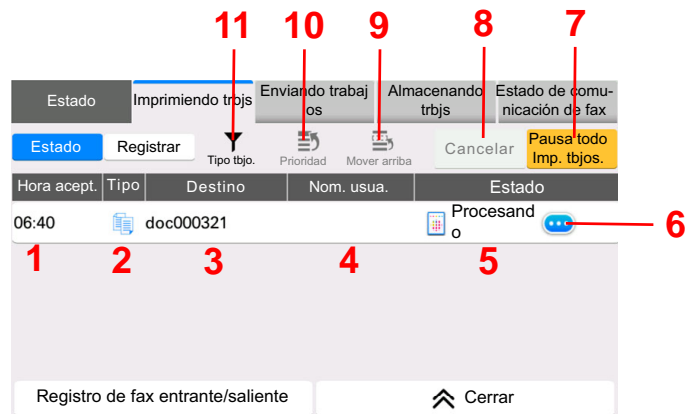 11 10 9 8 7
Estado Imprimiendo trbjs Enviando trabaj
os Almacenando
trbjs Estado de comu-
nicación de fax
Estado Registrar Tipo tbjo. Prioridad Mover arriba Cancelar Pausa todo
Imp. tbjos.
Hora acept. Tipo Destino Nom. usua. Estado
06:40 doc000321 Procesand
o 6
1 2 3 4 5
Registro de fax entrante/saliente Cerrar